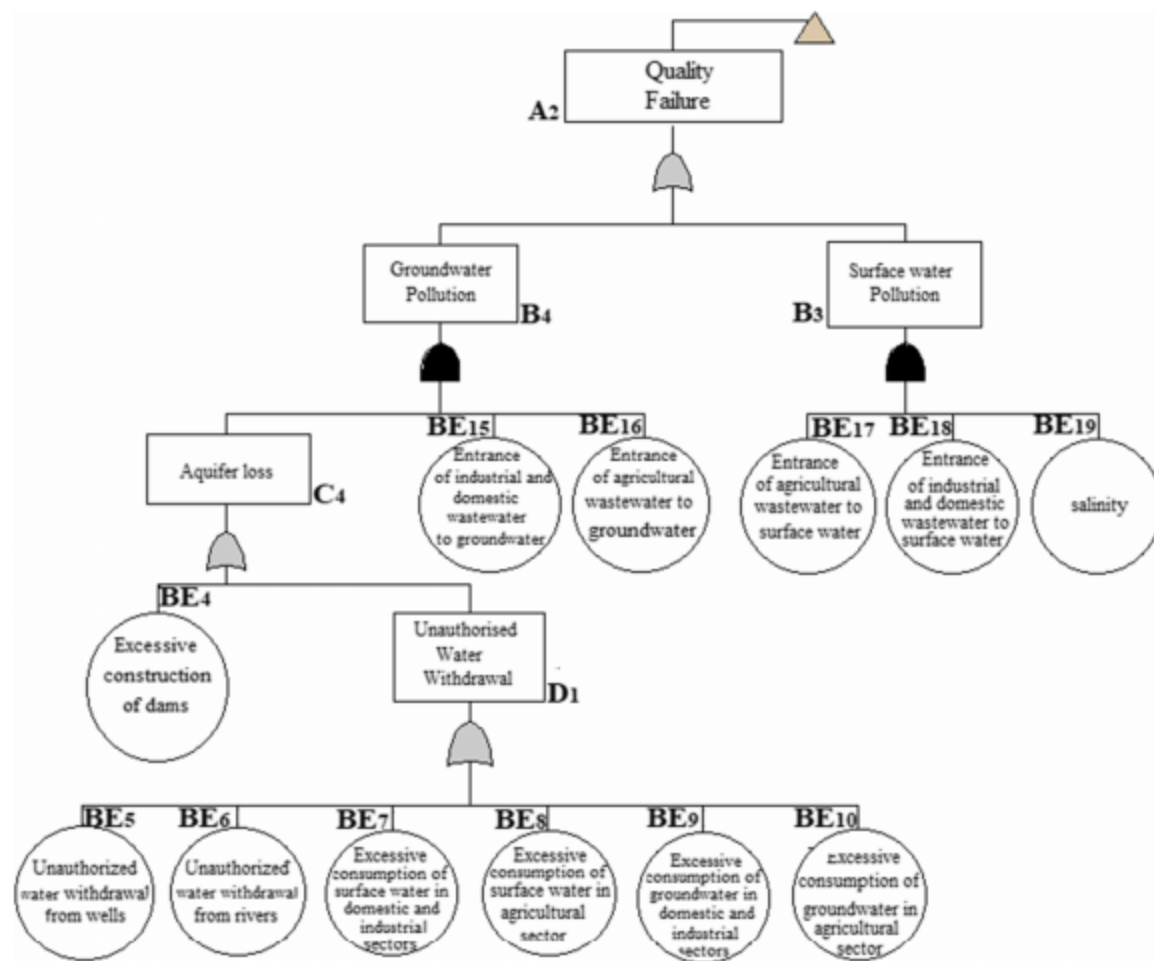 Quality
Failure
A2
Groundwater
Pollution
B4
Surface water
Pollution
B3
Aquifer loss
C4
BE15
Entrance
of industrial and
domestic
wastewater
to groundwater
BE16
Entrance
of agricultural
wastewater to
groundwater
BE17
Entrance
of agricultural
wastewater to
surface water
BE18
Entrance
of industrial
and domestic
wastewater to
surface water
BE19
salinity
BE4
Excessive
construction
of dams
Unauthorised
Water
Withdrawal
D1
BE5
Unauthorized
water withdrawal
from wells
BE6
Unauthorized
water withdrawal
from rivers
BE7
Excessive
consumption of
surface water in
domestic and
industrial
sectors
BE8
Excessive
consumption of
surface water in
agricultural
sector
BE9
Excessive
consumption of
groundwater in
domestic and
industrial
sectors
BE10
Excessive
consumption of
groundwater in
agricultural
sector